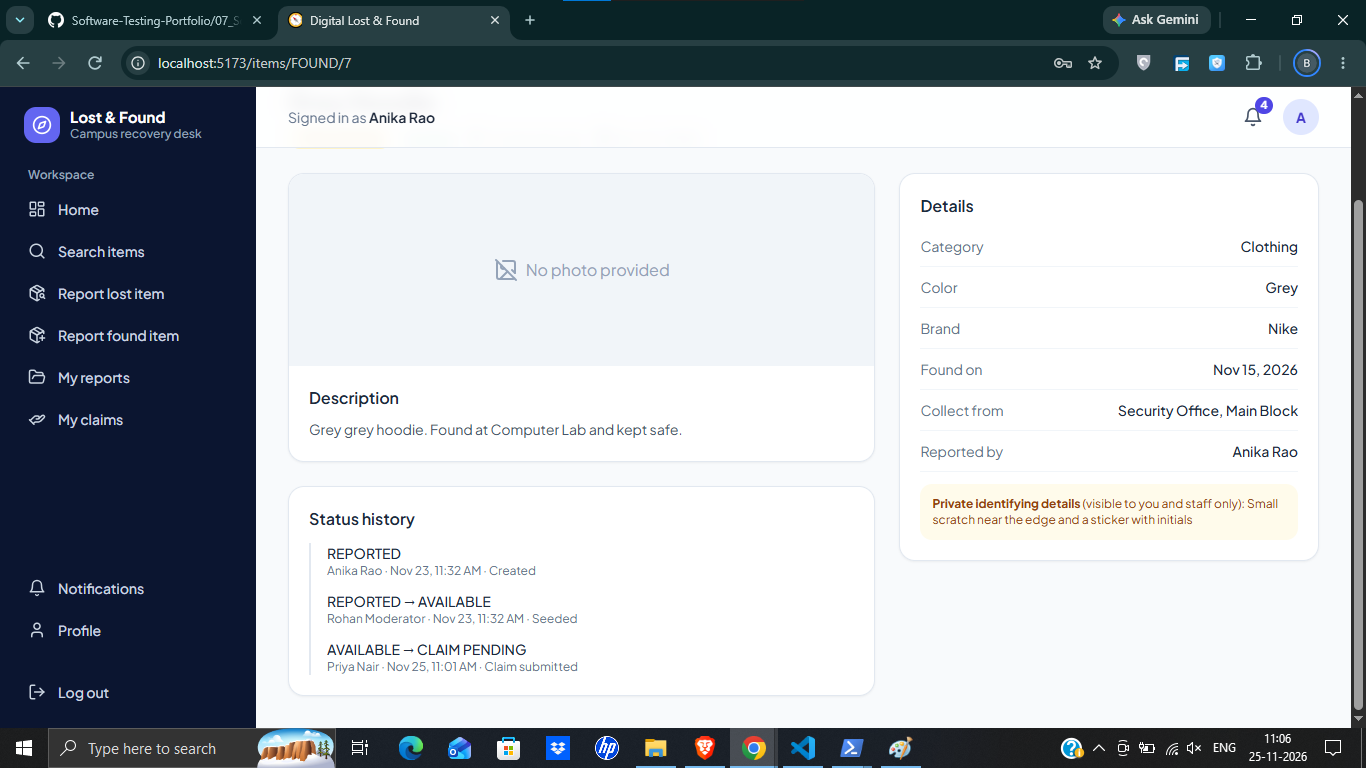 Software-Testing-Portfolio/07_S
Digital Lost & Found
Ask Gemini
localhost:5173/items/FOUND/7
B
Lost & Found
Campus recovery desk
Signed in as Anika Rao
4
A
Workspace
Home
Search items
Report lost item
Report found item
My reports
My claims
Notifications
Profile
Log out
No photo provided
Description
Grey grey hoodie. Found at Computer Lab and kept safe.
Status history
REPORTED
Anika Rao · Nov 23, 11:32 AM · Created
REPORTED → AVAILABLE
Rohan Moderator · Nov 23, 11:32 AM · Seeded
AVAILABLE → CLAIM PENDING
Priya Nair · Nov 25, 11:01 AM · Claim submitted
Details
Category Clothing
Color Grey
Brand Nike
Found on Nov 15, 2026
Collect from Security Office, Main Block
Reported by Anika Rao
Private identifying details (visible to you and staff only): Small
scratch near the edge and a sticker with initials
Type here to search
hp
ENG
11:06
25-11-2026